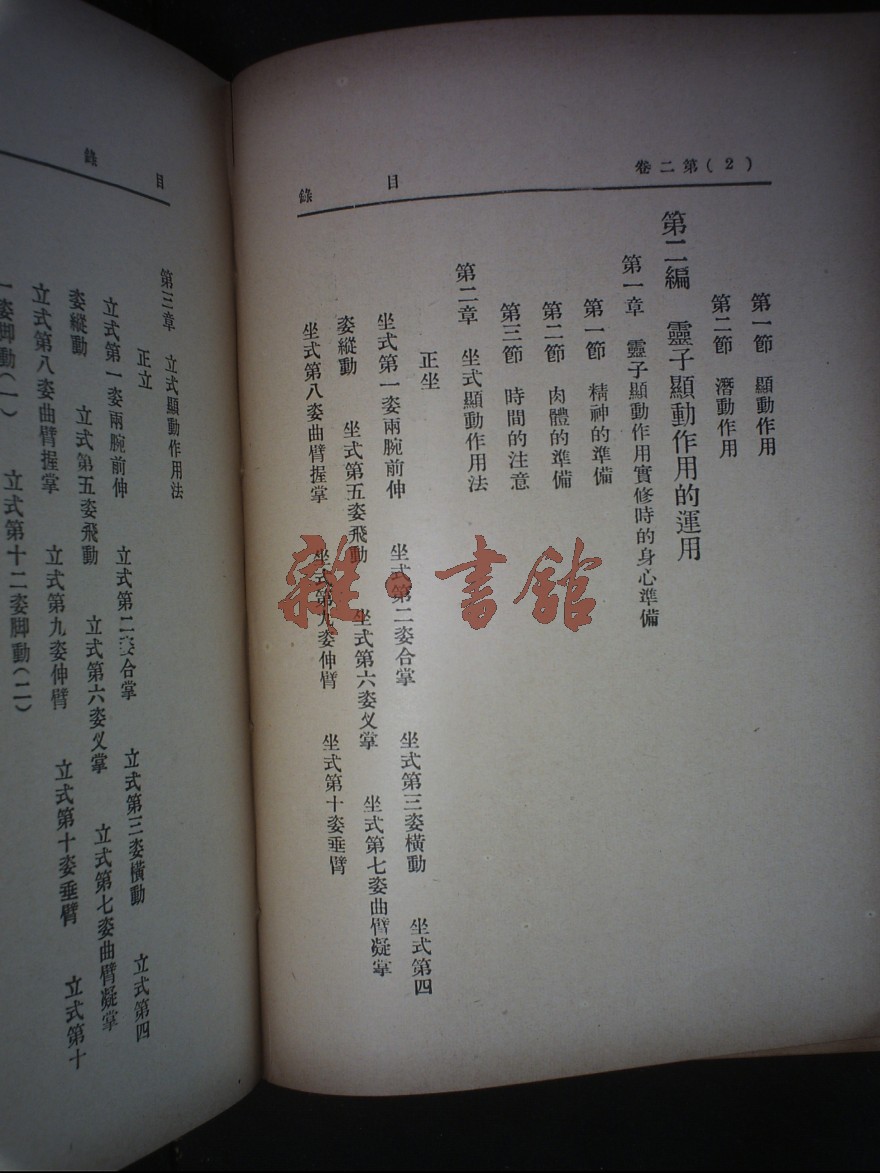 卷二第(2)
錄 目
第一節 顯動作用
第二節 潛動作用
第二編 靈子顯動作用的運用
第一章 靈子顯動作用實修時的身心準備
第一節 精神的準備
第二節 肉體的準備
第三節 時間的注意
第二章 坐式顯動作用法
正坐
坐式第一姿兩腕前伸 坐式第二姿合掌 坐式第三姿橫動 坐式第四
姿縱動 坐式第五姿飛動 坐式第六姿义掌 坐式第七姿曲臂凝掌
坐式第八姿曲臂握掌 坐式第九姿伸臂 坐式第十姿垂臂
錄 目
第三章 立式顯動作用法
正立
立式第一姿兩腕前伸 立式第二姿合掌 立式第三姿橫動 立式第四
姿縱動 立式第五姿飛動 立式第六姿义掌 立式第七姿曲臂凝掌
立式第八姿曲臂握掌 立式第九姿伸臂 立式第十姿垂臂 立式第十
一姿脚動(一) 立式第十二姿脚動(二)
雜·書館